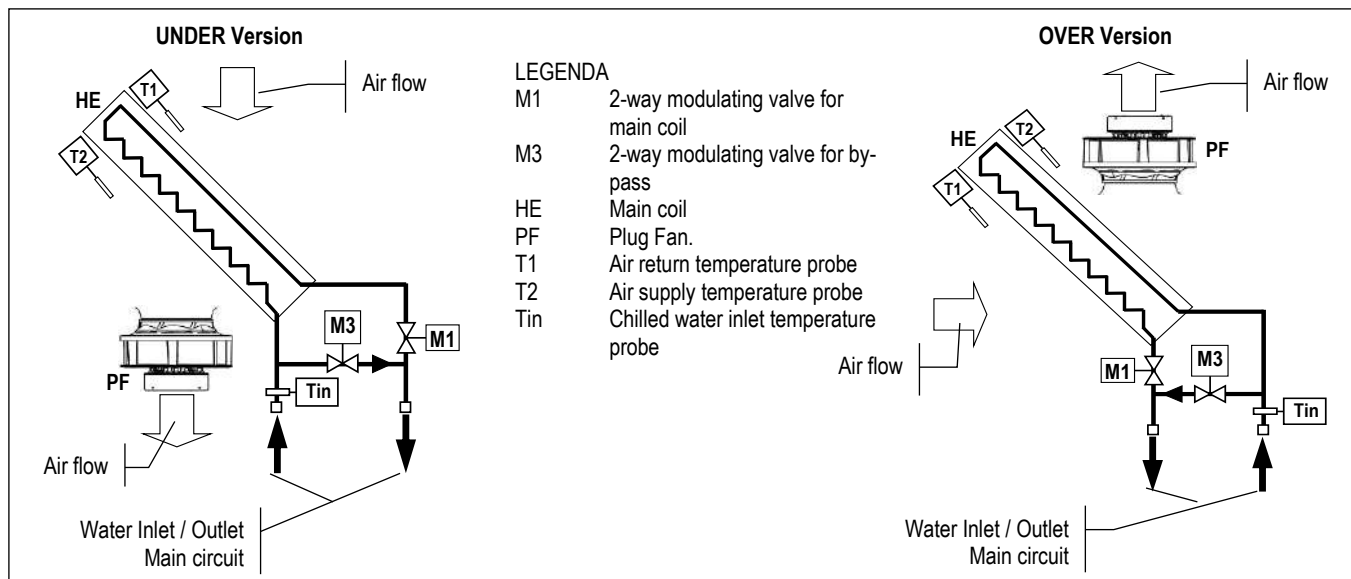 UNDER Version
Air flow
T1
HE
T2
M3
M1
PF
Tin
Air flow
Water Inlet / Outlet
Main circuit
LEGENDA
M1 2-way modulating valve for
main coil
M3 2-way modulating valve for by-
pass
HE Main coil
PF Plug Fan.
T1 Air return temperature probe
T2 Air supply temperature probe
Tin Chilled water inlet temperature
probe
OVER Version
Air flow
T2
HE
PF
T1
Air flow
M1
M3
Tin
Water Inlet / Outlet
Main circuit